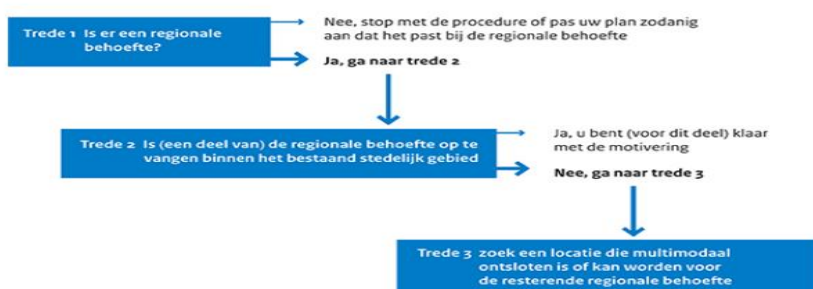 Trede 1 Is er een regionale
behoefte?
Nee, stop met de procedure of pas uw plan zodanig
aan dat het past bij de regionale behoefte
Ja, ga naar trede 2
Trede 2 Is (een deel van) de regionale behoefte op te
vangen binnen het bestaand stedelijk gebied
Ja, u bent (voor dit deel) klaar
met de motivering
Nee, ga naar trede 3
Trede 3 zoek een locatie die multimodaal
ontsloten is of kan worden voor
de resterende regionale behoefte